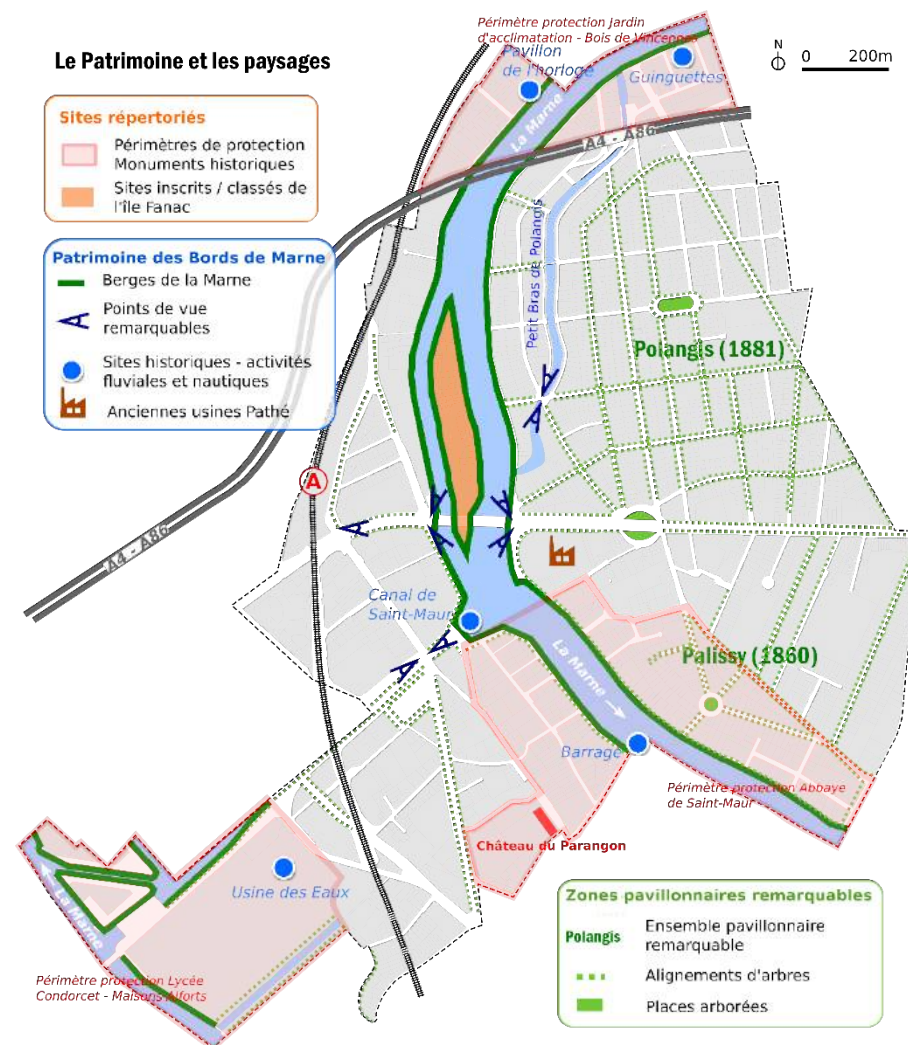 Le Patrimoine et les paysages
Sites répertoriés
Périmètres de protection
Monuments historiques
Sites inscrits / classés de
l'île Fanac
Patrimoine des Bords de Marne
Berges de la Marne
Points de vue
remarquables
Sites historiques - activités
fluviales et nautiques
Anciennes usines Pathé
Périmètre protection Jardin
d'acclimatation - Bois de Vincennes
Pavillon
de l'horloge
Guinguettes
N
0 200m
La Marne
A4 - A86
Petit Bras de Polangis
Polangis (1881)
A
A4 - A86
Canal de
Saint-Maur
La Marne
Palissy (1860)
Barrage
Périmètre protection Abbaye
de Saint-Maur
Château du Parangon
Usine des Eaux
La Marne
Périmètre protection Lycée
Condorcet - Maisons Alforts
Zones pavillonnaires remarquables
Polangis Ensemble pavillonnaire
remarquable
Alignements d'arbres
Places arborées